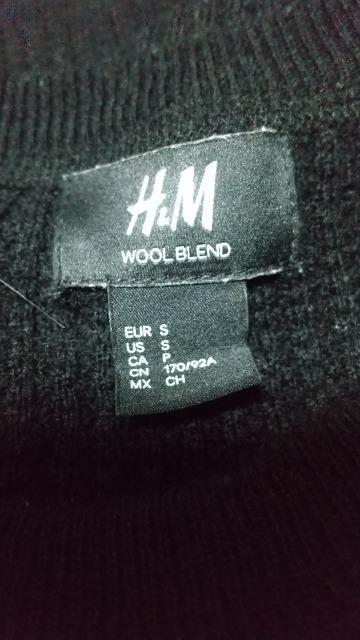 H&M
WOOL BLEND
EUR S
US S
CA P
CN 170/92A
MX CH